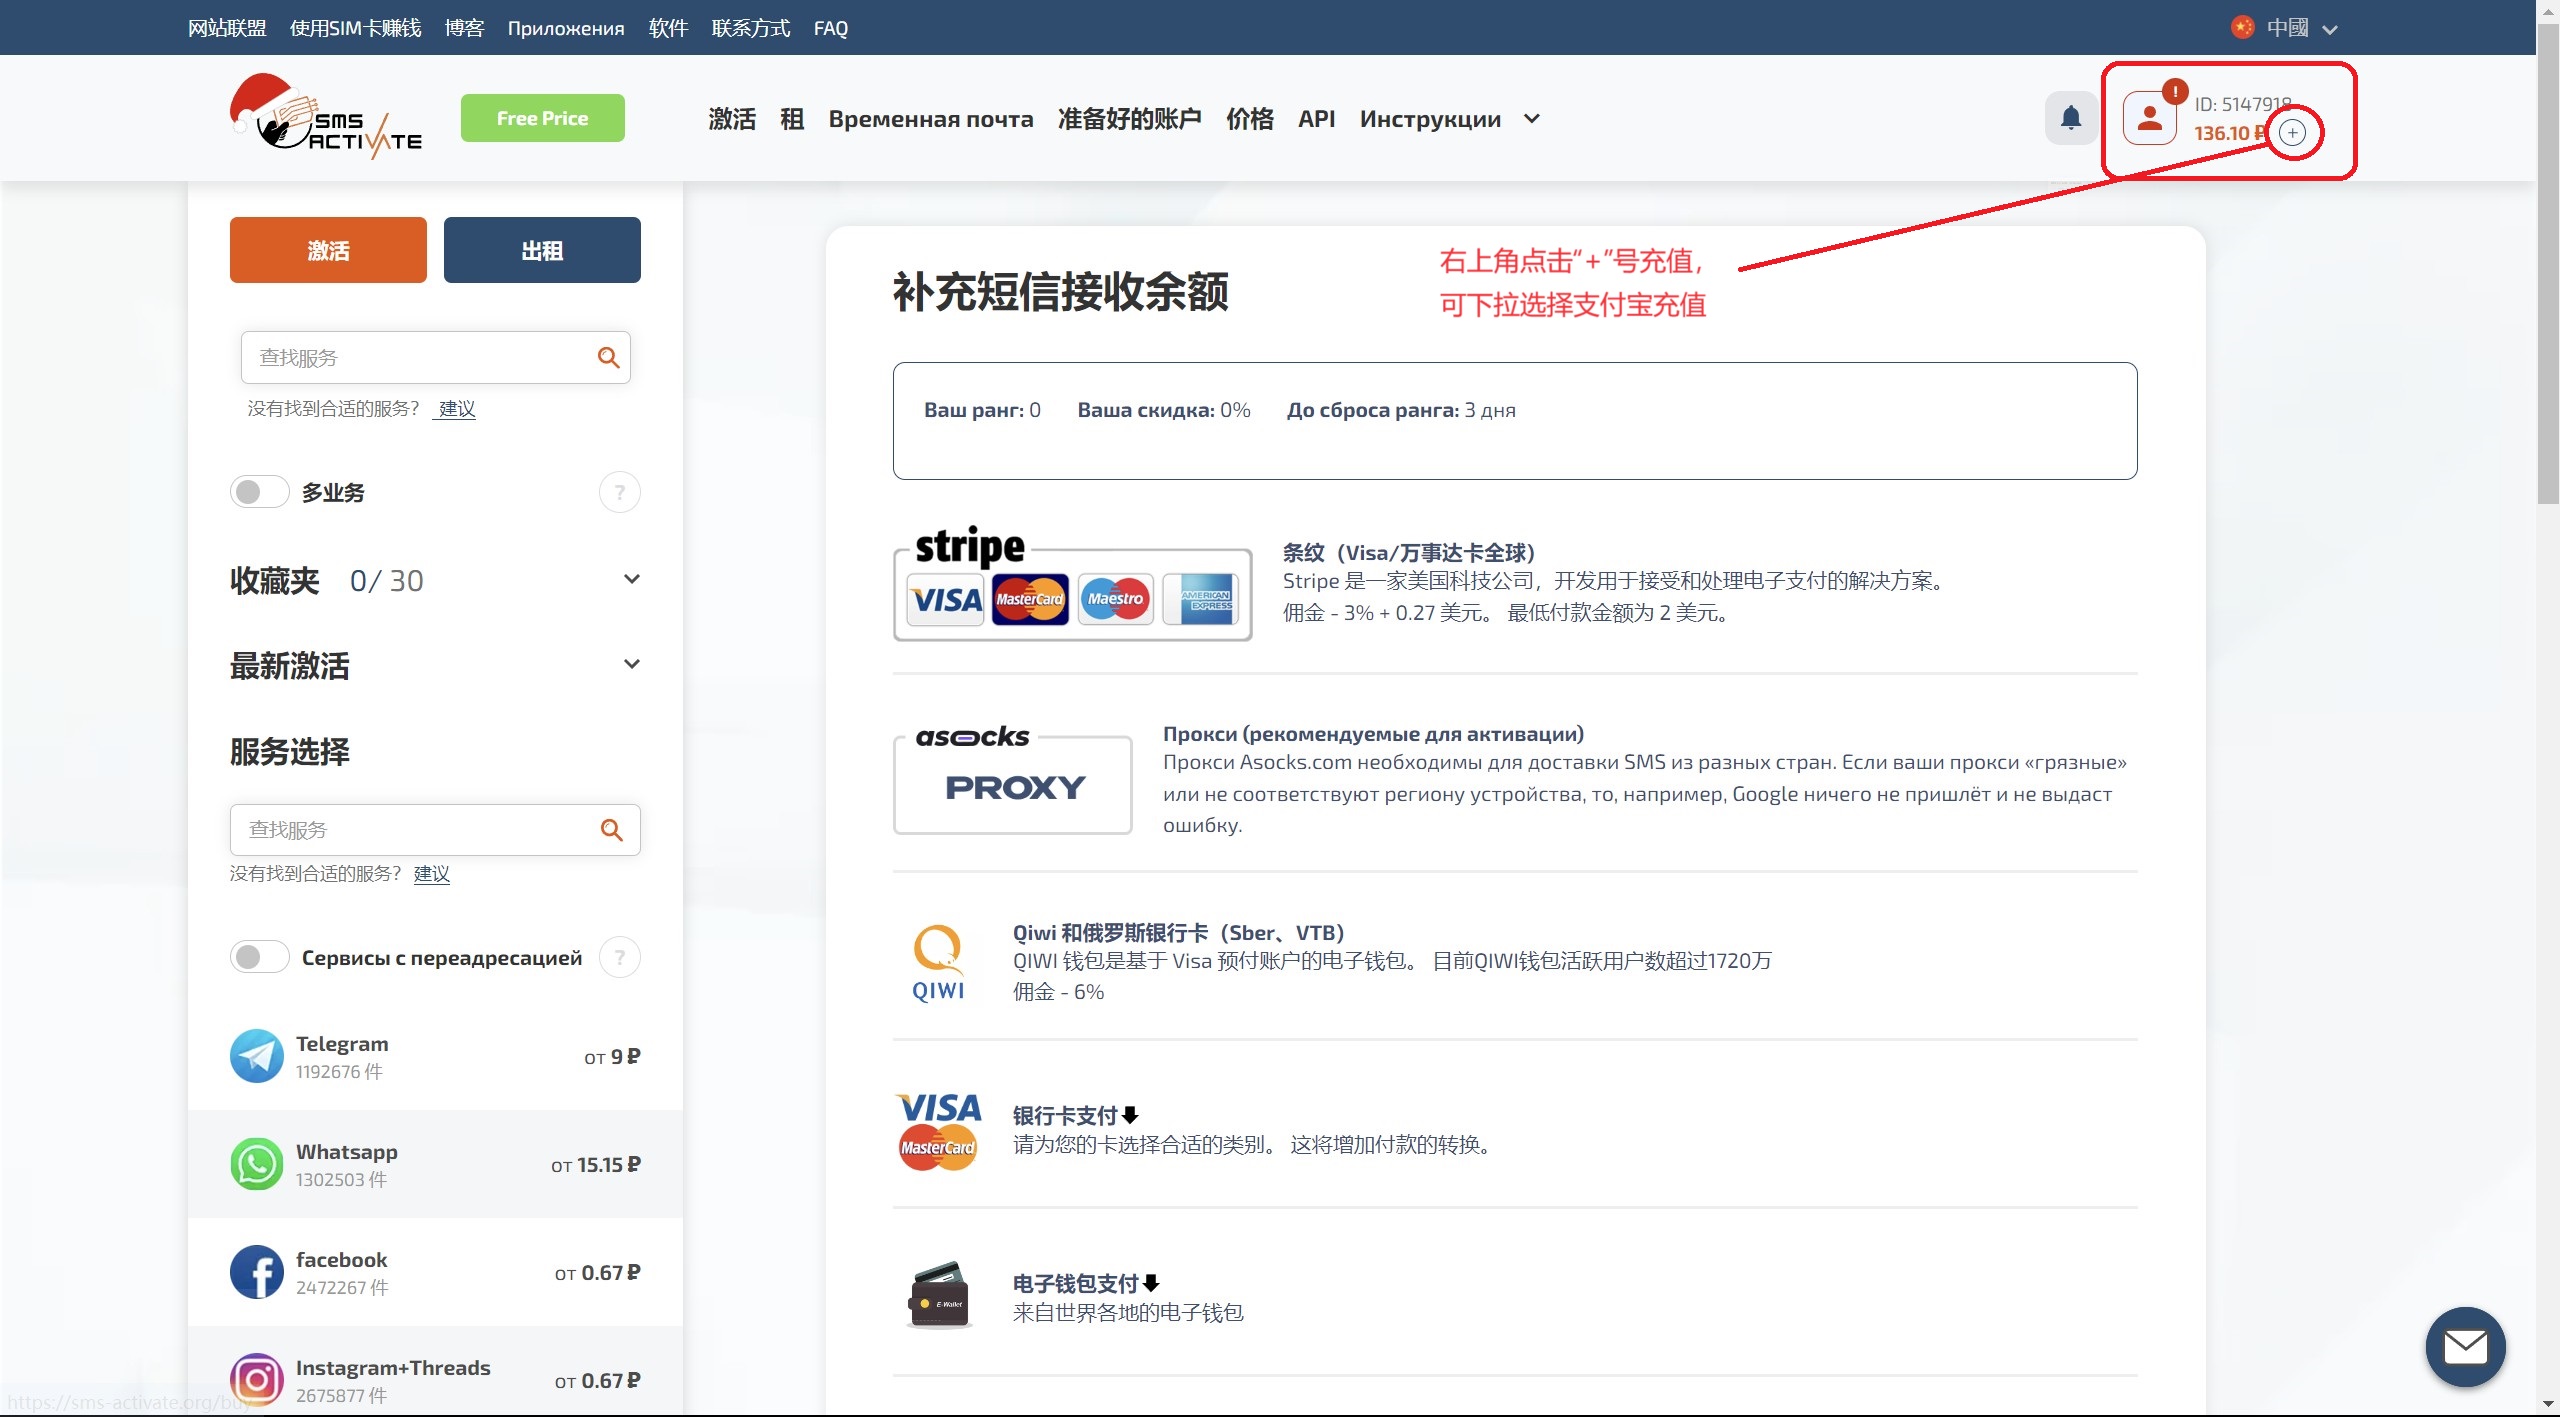 网站联盟 使用SIM卡赚钱 博客 Приложения 软件 联系方式 FAQ
中國
SMS
ACTIVATE
Free Price
激活 租 Временная почта 准备好的账户 价格 API Инструкции
!
ID: 5147918
136.10 ₽
+
激活
出租
查找服务
没有找到合适的服务? 建议
多业务
?
收藏夹 0/ 30
最新激活
服务选择
查找服务
没有找到合适的服务? 建议
Сервисы с переадресацией
?
Telegram
1192676 件
от 9 ₽
Whatsapp
1302503 件
от 15.15 ₽
facebook
2472267 件
от 0.67 ₽
Instagram+Threads
2675877 件
от 0.67 ₽
https://sms-activate.org/buy
右上角点击“+”号充值,
可下拉选择支付宝充值
补充短信接收余额
Ваш ранг: 0 Ваша скидка: 0% До сброса ранга: 3 дня
stripe
VISA MasterCard Maestro AMERICAN EXPRESS
条纹（Visa/万事达卡全球）
Stripe 是一家美国科技公司，开发用于接受和处理电子支付的解决方案。
佣金 - 3% + 0.27 美元。 最低付款金额为 2 美元。
asocks
PROXY
Прокси (рекомендуемые для активации)
Прокси Asocks.com необходимы для доставки SMS из разных стран. Если ваши прокси «грязные»
или не соответствуют региону устройства, то, например, Google ничего не пришлёт и не выдаст
ошибку.
QIWI
Qiwi 和俄罗斯银行卡（Sber、VTB）
QIWI 钱包是基于 Visa 预付账户的电子钱包。 目前QIWI钱包活跃用户数超过1720万
佣金 - 6%
VISA
MasterCard
银行卡支付🡇
请为您的卡选择合适的类别。 这将增加付款的转换。
E-Wallet
电子钱包支付🡇
来自世界各地的电子钱包